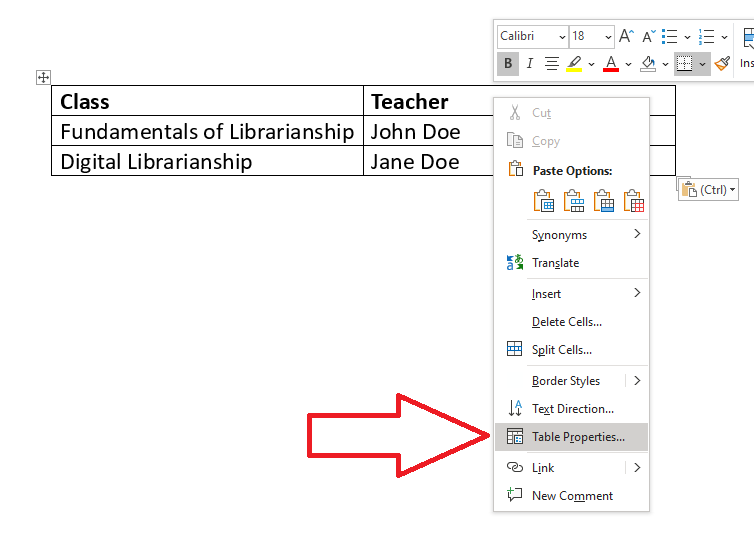 Calibri 18
B I A
Ins
Class Teacher
Fundamentals of Librarianship John Doe
Digital Librarianship Jane Doe
(Ctrl)
Cut
Copy
Paste Options:
Synonyms
Translate
Insert
Delete Cells...
Split Cells...
Border Styles
Text Direction...
Table Properties...
Link
New Comment